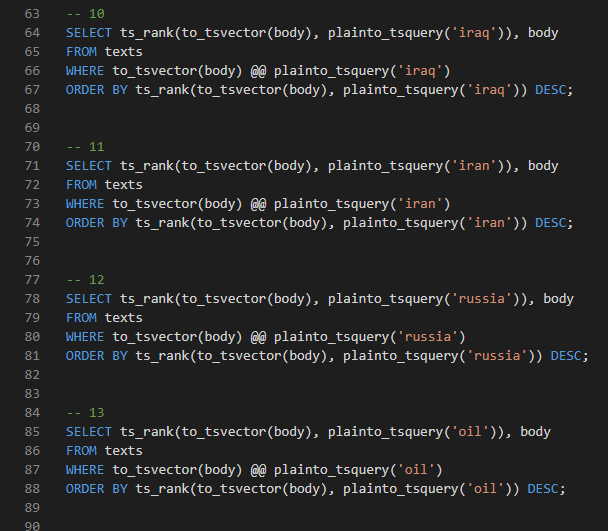 63 -- 10
64 SELECT ts_rank(to_tsvector(body), plainto_tsquery('iraq')), body
65 FROM texts
66 WHERE to_tsvector(body) @@ plainto_tsquery('iraq')
67 ORDER BY ts_rank(to_tsvector(body), plainto_tsquery('iraq')) DESC;
68
69
70 -- 11
71 SELECT ts_rank(to_tsvector(body), plainto_tsquery('iran')), body
72 FROM texts
73 WHERE to_tsvector(body) @@ plainto_tsquery('iran')
74 ORDER BY ts_rank(to_tsvector(body), plainto_tsquery('iran')) DESC;
75
76
77 -- 12
78 SELECT ts_rank(to_tsvector(body), plainto_tsquery('russia')), body
79 FROM texts
80 WHERE to_tsvector(body) @@ plainto_tsquery('russia')
81 ORDER BY ts_rank(to_tsvector(body), plainto_tsquery('russia')) DESC;
82
83
84 -- 13
85 SELECT ts_rank(to_tsvector(body), plainto_tsquery('oil')), body
86 FROM texts
87 WHERE to_tsvector(body) @@ plainto_tsquery('oil')
88 ORDER BY ts_rank(to_tsvector(body), plainto_tsquery('oil')) DESC;
89
90